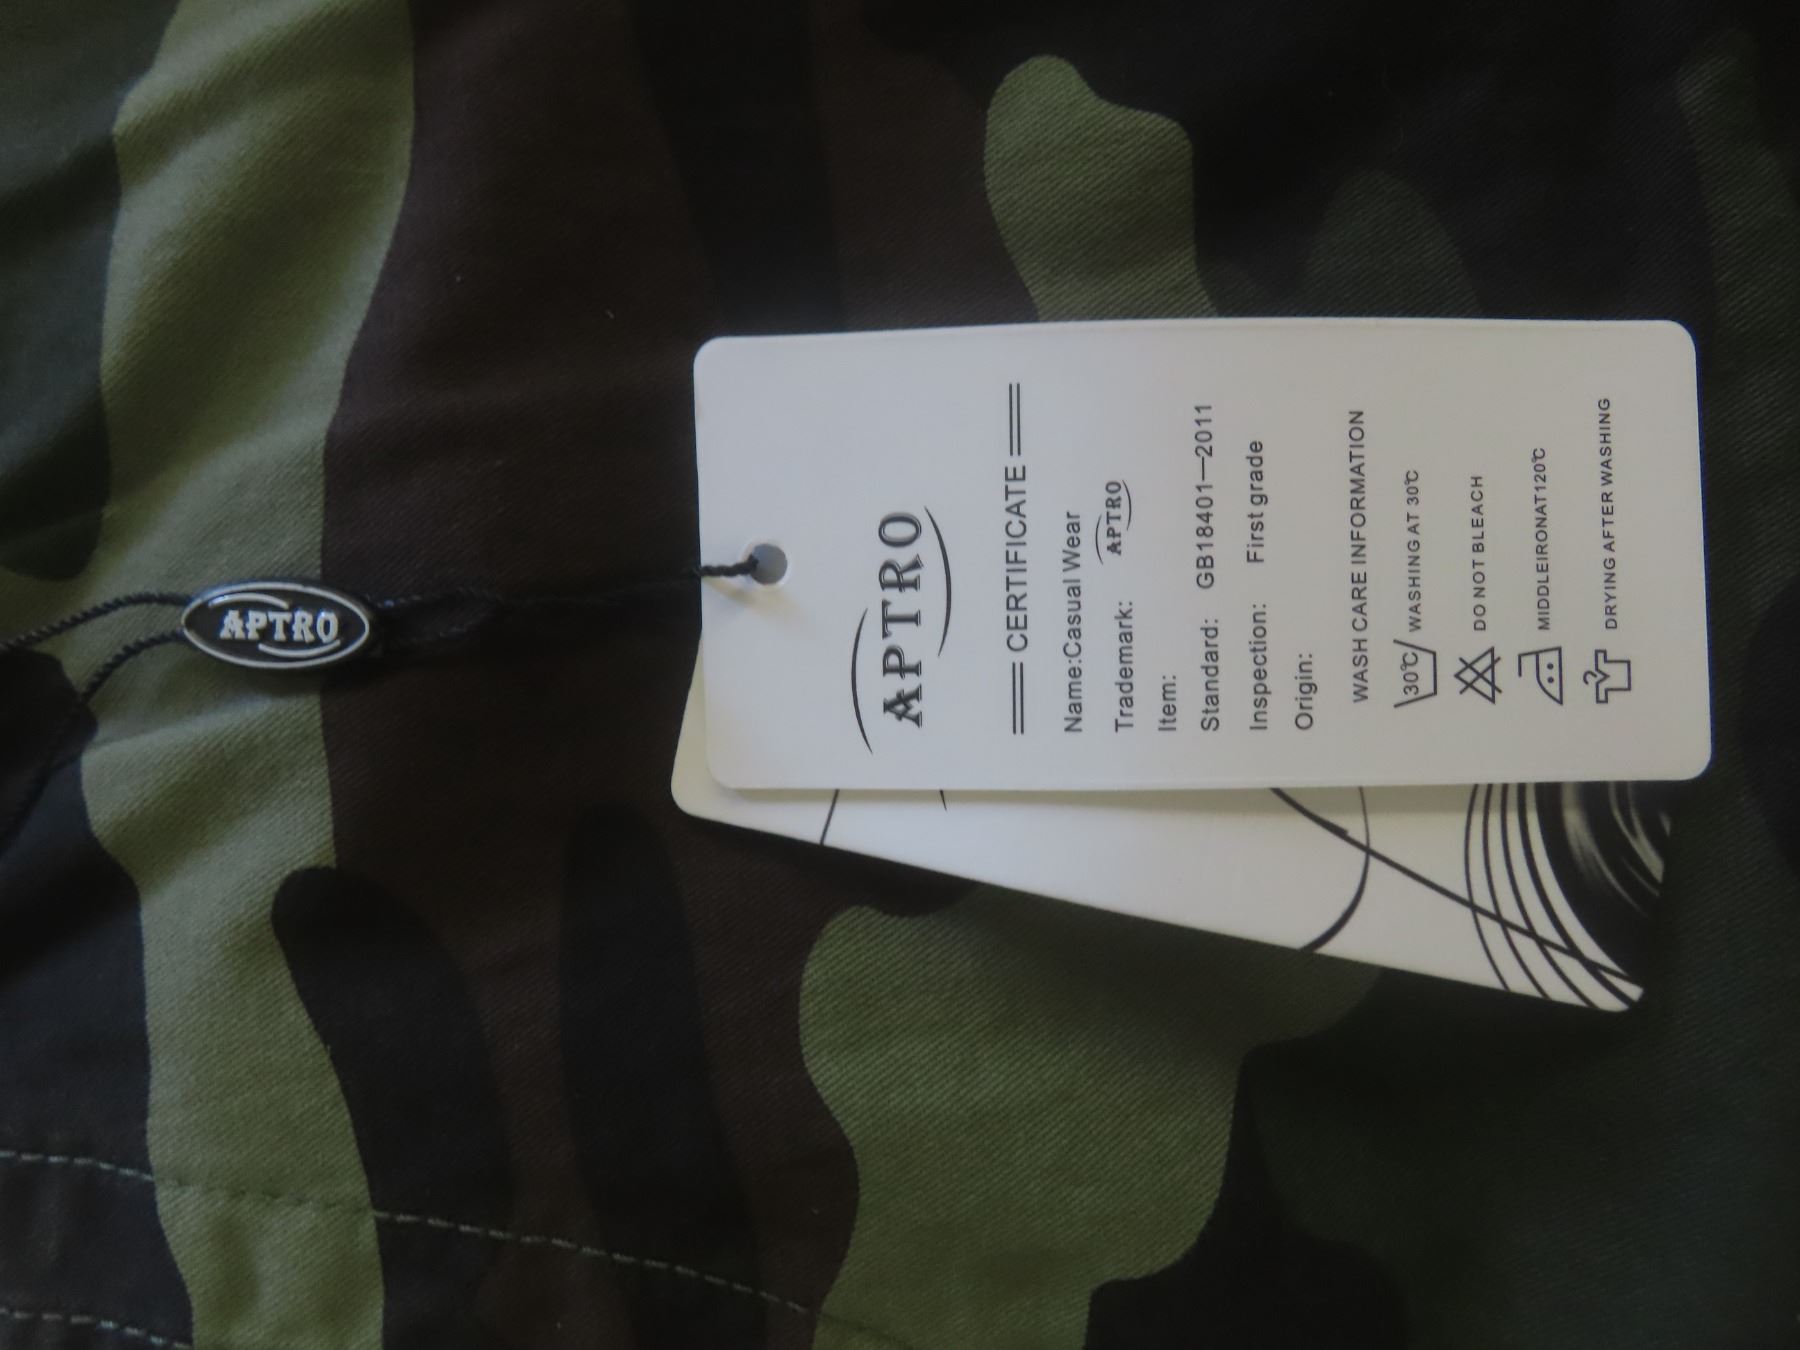 APTRO
APTRO
CERTIFICATE
Name:Casual Wear
Trademark: APTRO
Item:
Standard: GB18401—2011
Inspection: First grade
Origin:
WASH CARE INFORMATION
30℃ WASHING AT 30℃
DO NOT BLEACH
MIDDLEIRONAT120℃
DRYING AFTER WASHING